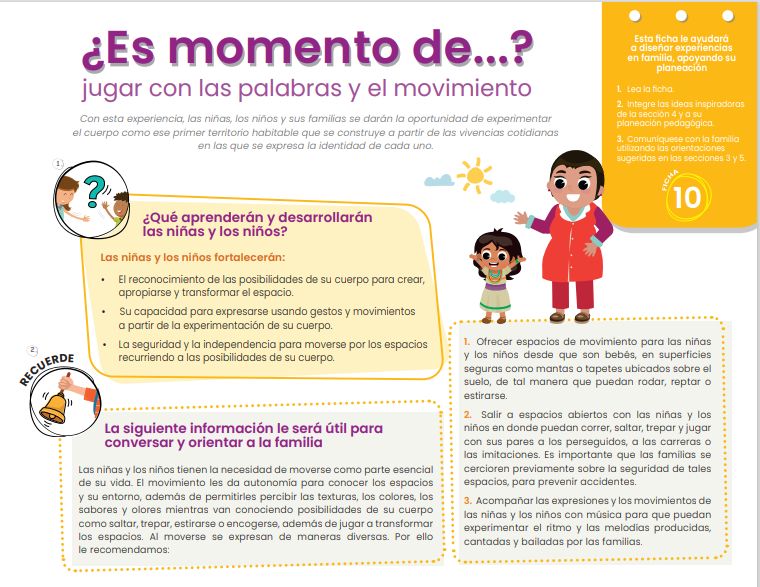 ¿Es momento de...?
jugar con las palabras y el movimiento
Con esta experiencia, las niñas, los niños y sus familias se darán la oportunidad de experimentar
el cuerpo como ese primer territorio habitable que se construye a partir de las vivencias cotidianas
en las que se expresa la identidad de cada uno.
Esta ficha le ayudará
a diseñar experiencias
en familia, apoyando su
planeación
1. Lea la ficha.
2. Integre las ideas inspiradoras
de la sección 4 y a su
planeación pedagógica.
3. Comuníquese con la familia
utilizando las orientaciones
sugeridas en las secciones 3 y 5.
FICHA
10
1
?
¿Qué aprenderán y desarrollarán
las niñas y los niños?
Las niñas y los niños fortalecerán:
• El reconocimiento de las posibilidades de su cuerpo para crear,
apropiarse y transformar el espacio.
• Su capacidad para expresarse usando gestos y movimientos
a partir de la experimentación de su cuerpo.
• La seguridad y la independencia para moverse por los espacios
recurriendo a las posibilidades de su cuerpo.
2
RECUERDE
La siguiente información le será útil para
conversar y orientar a la familia
Las niñas y los niños tienen la necesidad de moverse como parte esencial
de su vida. El movimiento les da autonomía para conocer los espacios
y su entorno, además de permitirles percibir las texturas, los colores, los
sabores y olores mientras van conociendo posibilidades de su cuerpo
como saltar, trepar, estirarse o encogerse, además de jugar a transformar
los espacios. Al moverse se expresan de maneras diversas. Por ello
le recomendamos:
1. Ofrecer espacios de movimiento para las niñas
y los niños desde que son bebés, en superficies
seguras como mantas o tapetes ubicados sobre el
suelo, de tal manera que puedan rodar, reptar o
estirarse.
2. Salir a espacios abiertos con las niñas y los
niños en donde puedan correr, saltar, trepar y jugar
con sus pares a los perseguidos, a las carreras o
las imitaciones. Es importante que las familias se
cercioren previamente sobre la seguridad de tales
espacios, para prevenir accidentes.
3. Acompañar las expresiones y los movimientos de
las niñas y los niños con música para que puedan
experimentar el ritmo y las melodías producidas,
cantadas y bailadas por las familias.